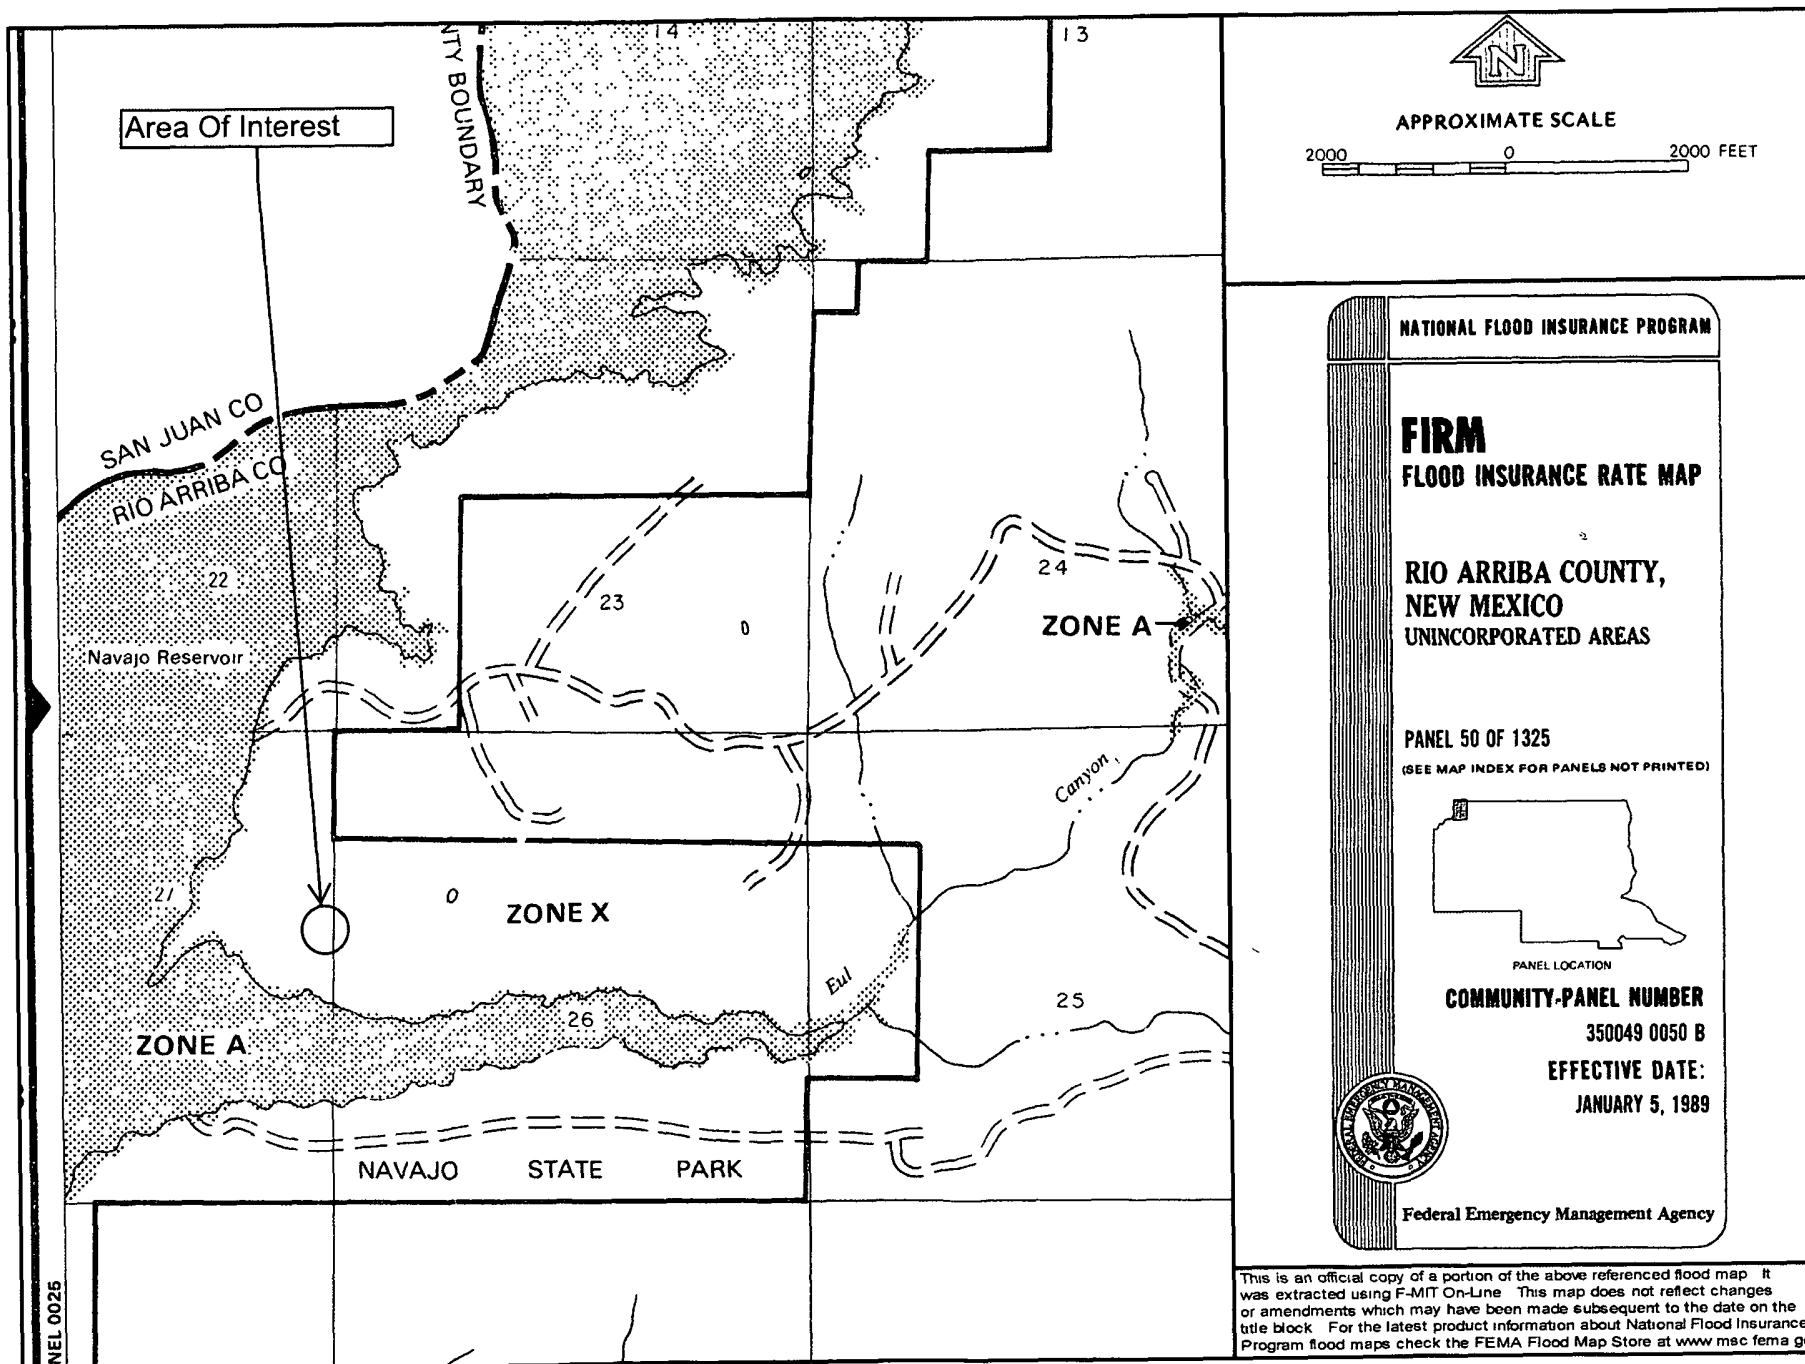 14
13
NTY BOUNDARY
Area Of Interest
SAN JUAN CO
RIO ARRIBA CO
22
23
24
Navajo Reservoir
0
ZONE A
Canyon
21
0
ZONE X
Eul
25
26
ZONE A
NAVAJO STATE PARK
NEL 0025
N
APPROXIMATE SCALE
2000 0 2000 FEET
NATIONAL FLOOD INSURANCE PROGRAM
FIRM
FLOOD INSURANCE RATE MAP
RIO ARRIBA COUNTY,
NEW MEXICO
UNINCORPORATED AREAS
PANEL 50 OF 1325
(SEE MAP INDEX FOR PANELS NOT PRINTED)
PANEL LOCATION
COMMUNITY-PANEL NUMBER
350049 0050 B
EFFECTIVE DATE:
JANUARY 5, 1989
FEDERAL EMERGENCY MANAGEMENT AGENCY
Federal Emergency Management Agency
This is an official copy of a portion of the above referenced flood map It
was extracted using F-MIT On-Line This map does not reflect changes
or amendments which may have been made subsequent to the date on the
title block For the latest product information about National Flood Insurance
Program flood maps check the FEMA Flood Map Store at www msc fema g